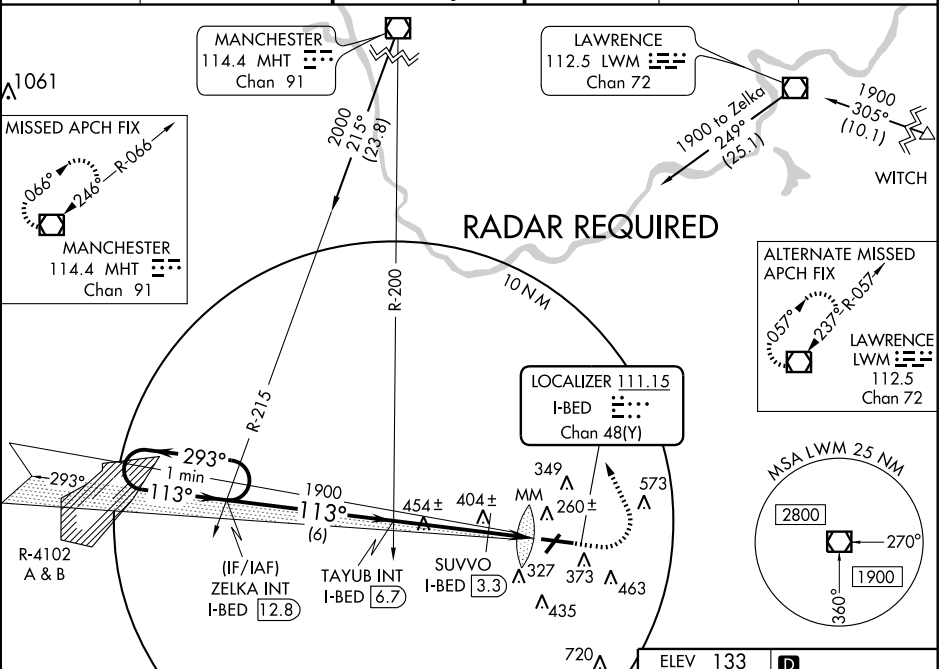 MANCHESTER
114.4 MHT
Chan 91
LAWRENCE
112.5 LWM
Chan 72
1061
MISSED APCH FIX
066°
246°
R-066
MANCHESTER
114.4 MHT
Chan 91
2000
215°
(23.8)
1900 to Zelka
249°
(25.1)
1900
305°
(10.1)
WITCH
RADAR REQUIRED
ALTERNATE MISSED
APCH FIX
057°
237°
R-057
LAWRENCE
LWM
112.5
Chan 72
10 NM
R-200
R-215
LOCALIZER 111.15
I-BED
Chan 48(Y)
293°
293°
1 min
113°
1900
113°
(6)
454±
404±
MM
349
260±
573
327
373
463
435
720
R-4102
A & B
(IF/IAF)
ZELKA INT
I-BED 12.8
TAYUB INT
I-BED 6.7
SUVVO
I-BED 3.3
MSA LWM 25 NM
2800
270°
1900
360°
ELEV 133
D